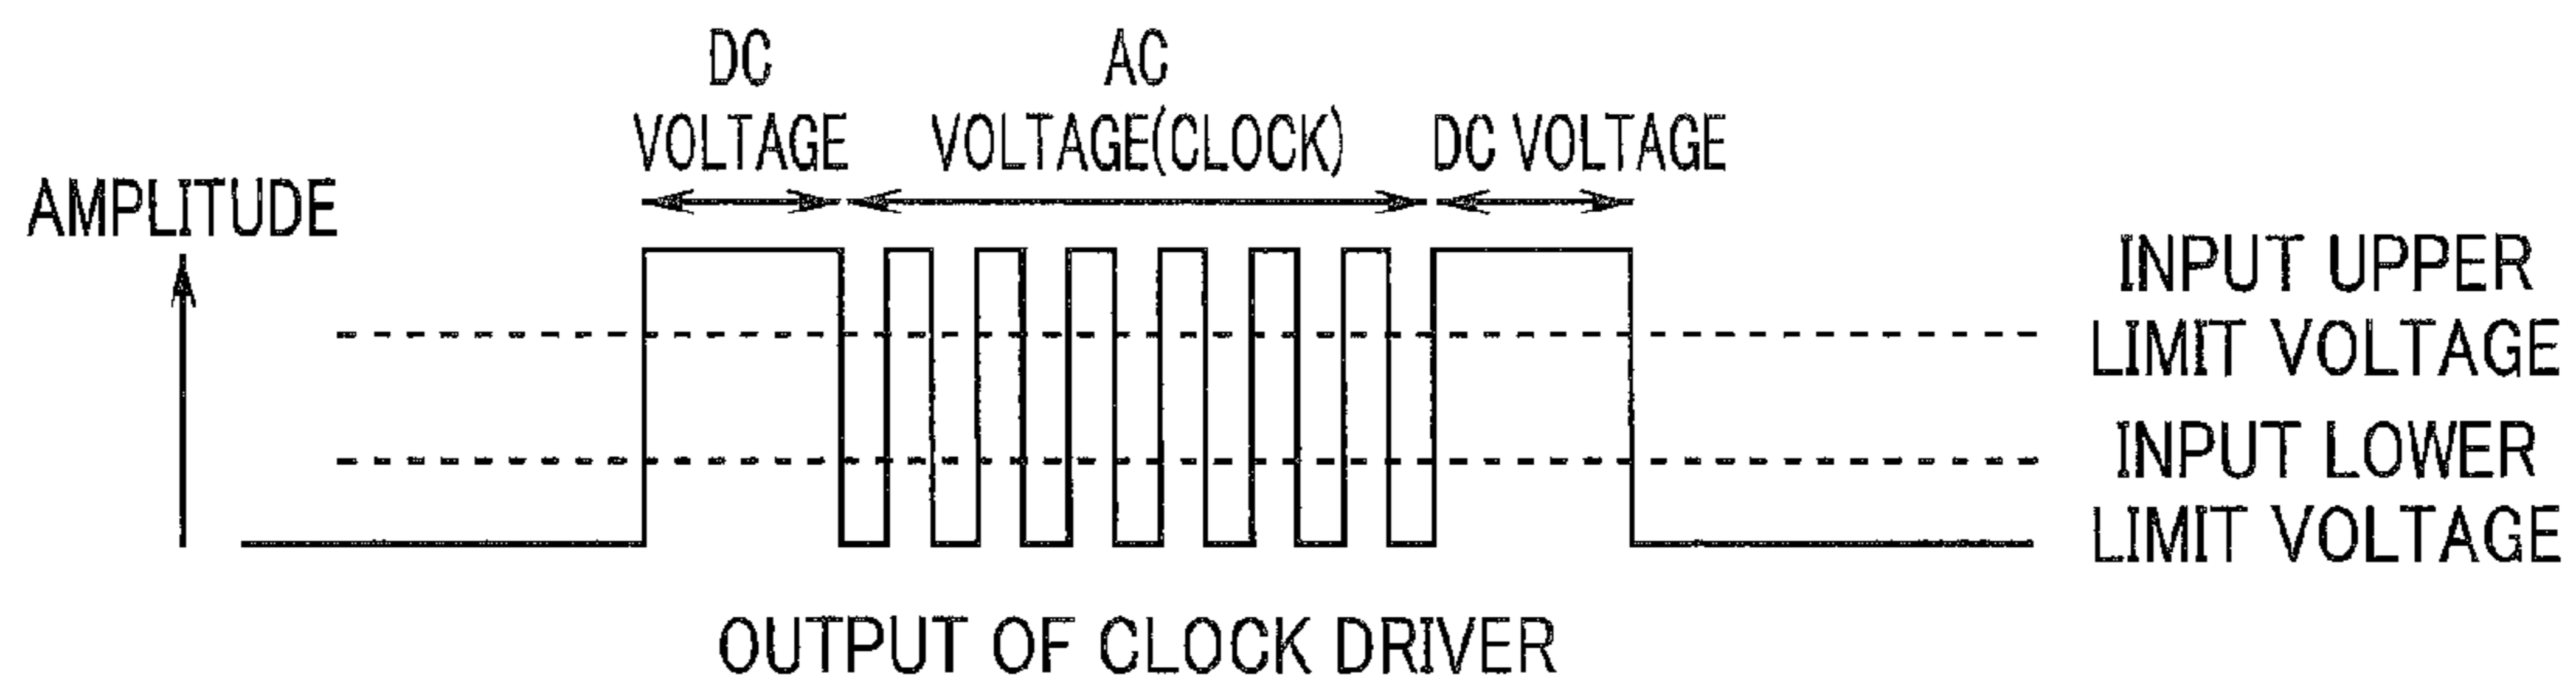 DC
VOLTAGE
AC
VOLTAGE(CLOCK)
DC VOLTAGE
AMPLITUDE
INPUT UPPER
LIMIT VOLTAGE
INPUT LOWER
LIMIT VOLTAGE
OUTPUT OF CLOCK DRIVER